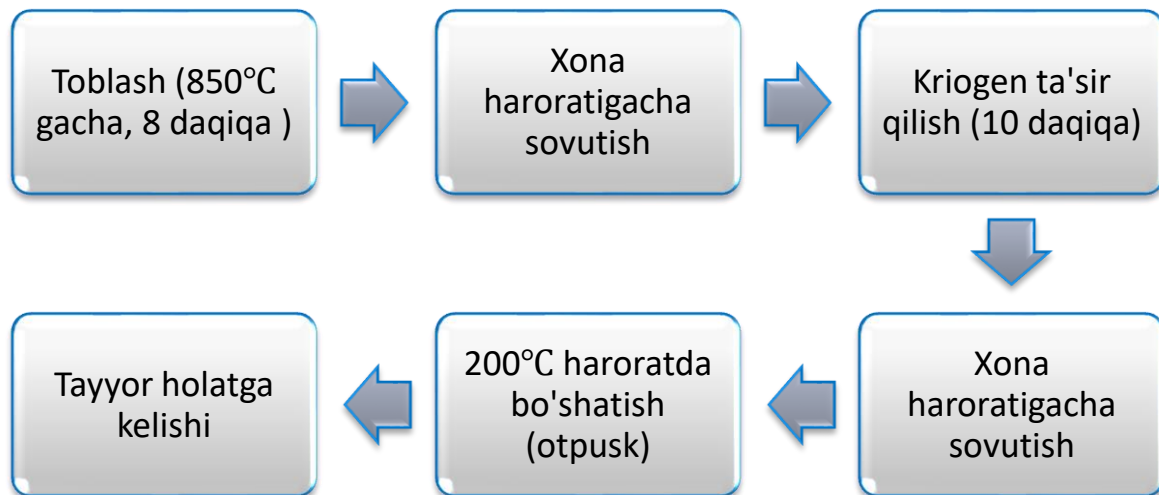 Toblash (850℃
gacha, 8 daqiqa )
Xona
haroratigacha
sovutish
Kriogen ta'sir
qilish (10 daqiqa)
Xona
haroratigacha
sovutish
200℃ haroratda
bo'shatish
(otpusk)
Tayyor holatga
kelishi